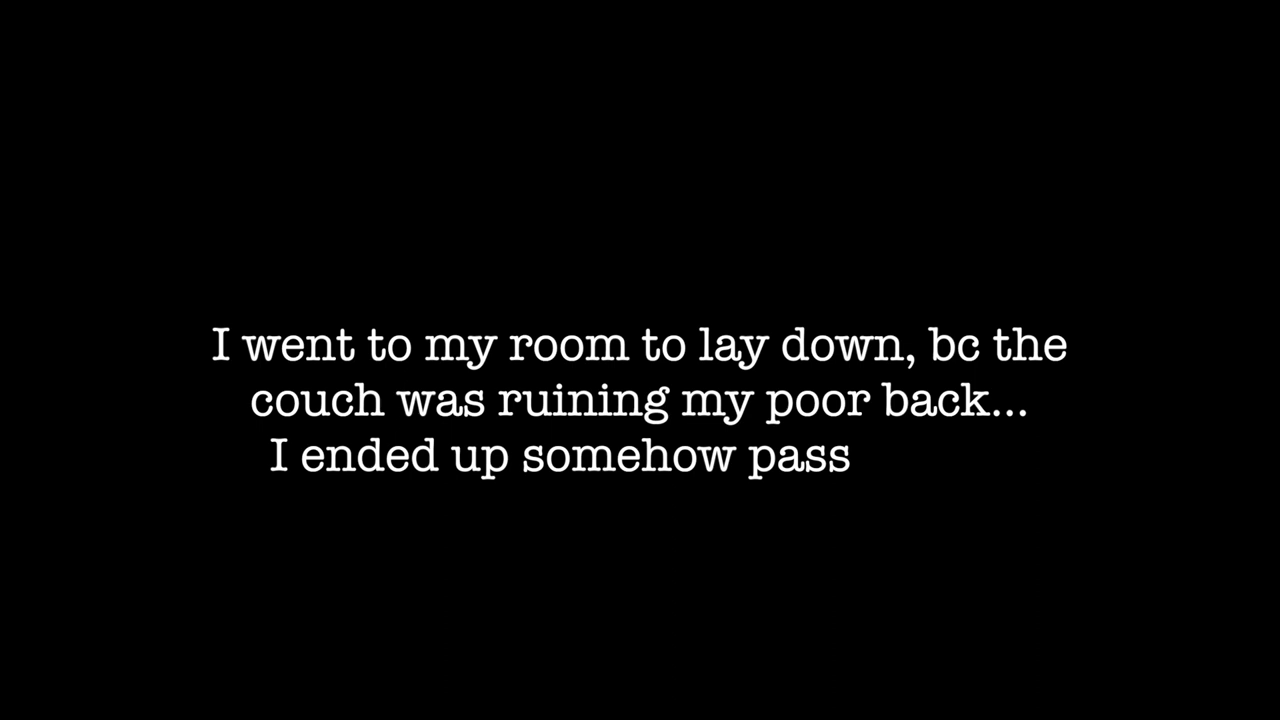 I went to my room to lay down, bc the
couch was ruining my poor back...
I ended up somehow pass